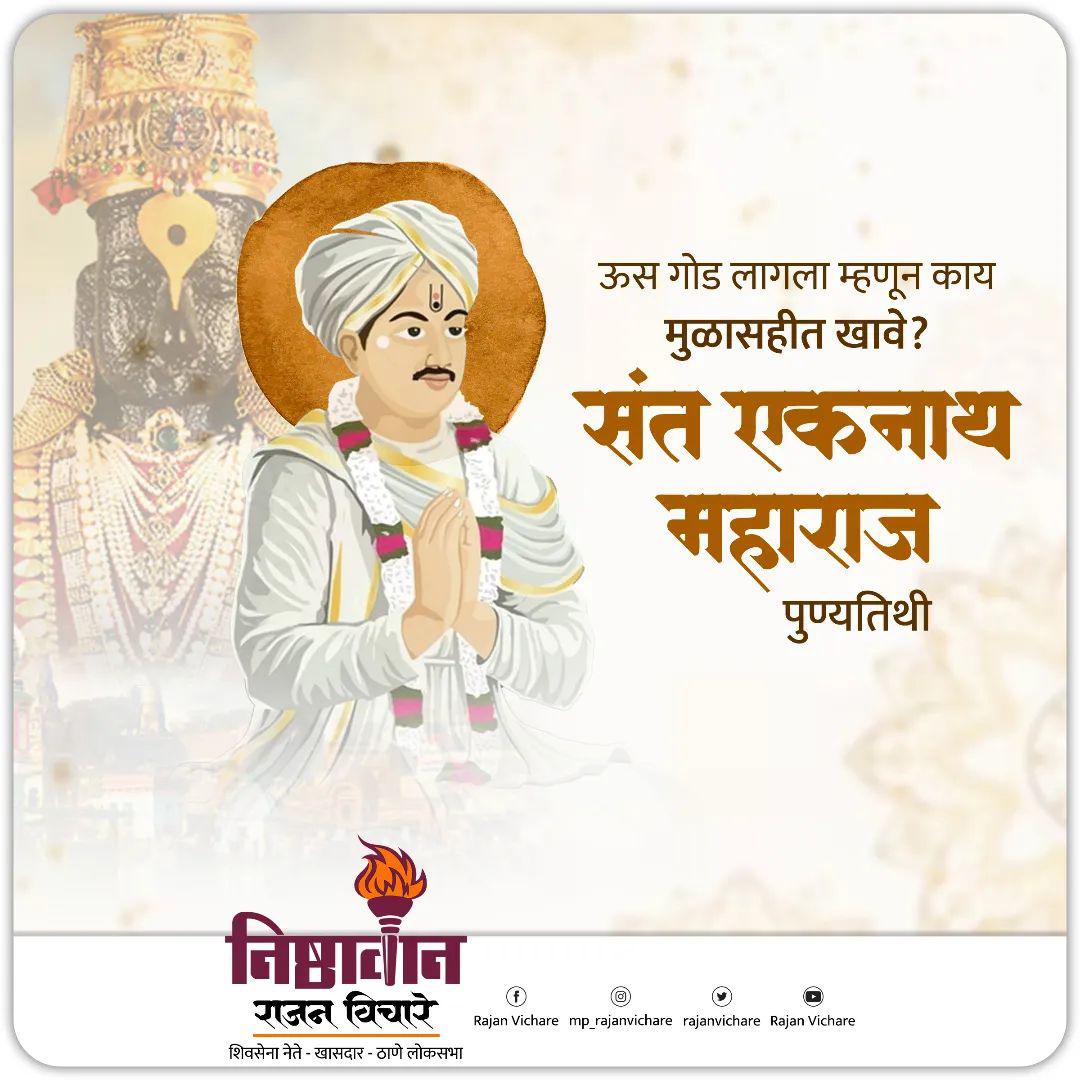 ऊस गोड लागला म्हणून काय
मुळासहीत खावे?
संत एकनाथ
महाराज
पुण्यतिथी
निष्ठावान
राजन विचारे
शिवसेना नेते - खासदार - ठाणे लोकसभा
Rajan Vichare mp_rajanvichare rajanvichare Rajan Vichare